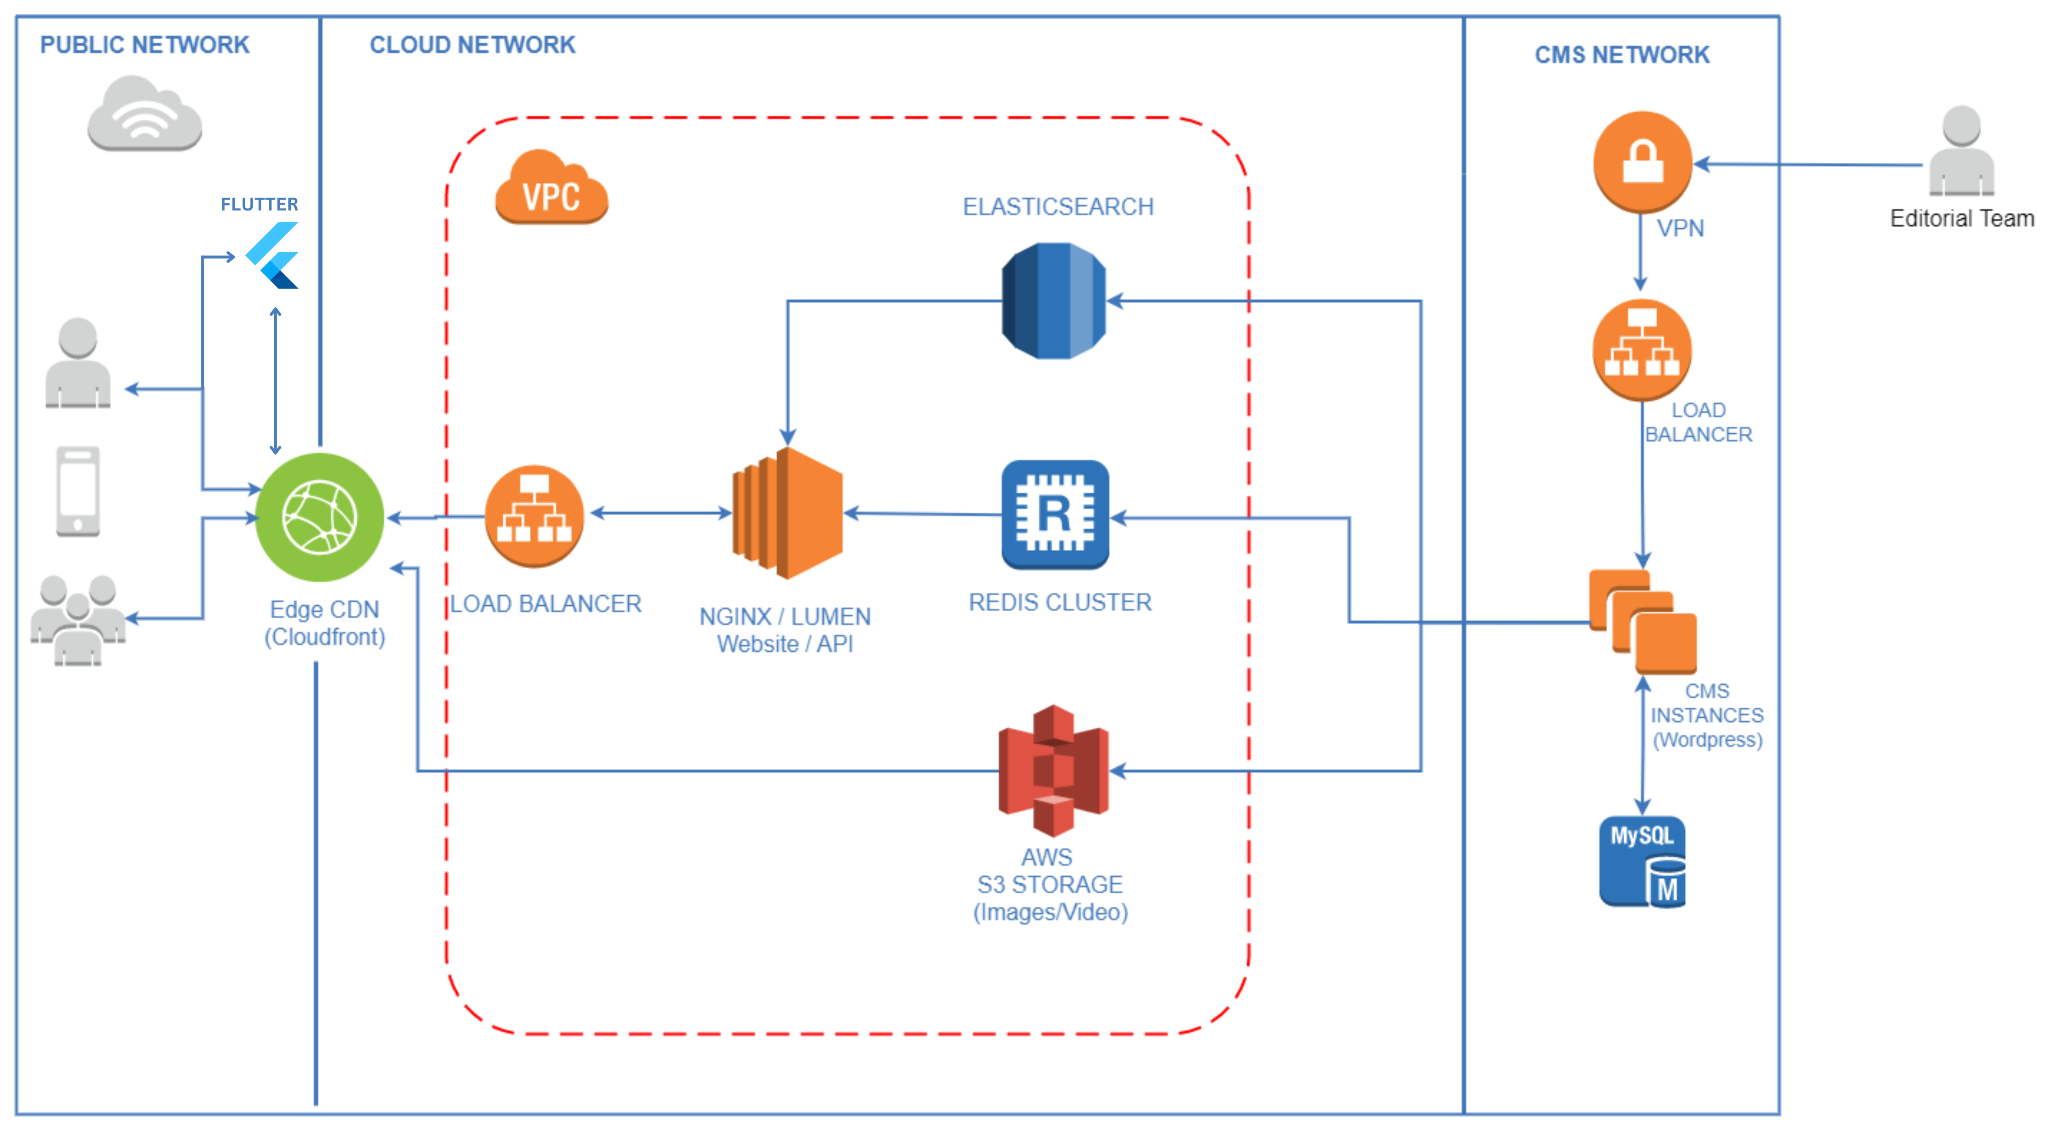 PUBLIC NETWORK
CLOUD NETWORK
CMS NETWORK
FLUTTER
VPC
ELASTICSEARCH
VPN
Editorial Team
LOAD
BALANCER
Edge CDN
(Cloudfront)
LOAD BALANCER
NGINX / LUMEN
Website / API
R
REDIS CLUSTER
CMS
INSTANCES
(Wordpress)
AWS
S3 STORAGE
(Images/Video)
MySQL
M